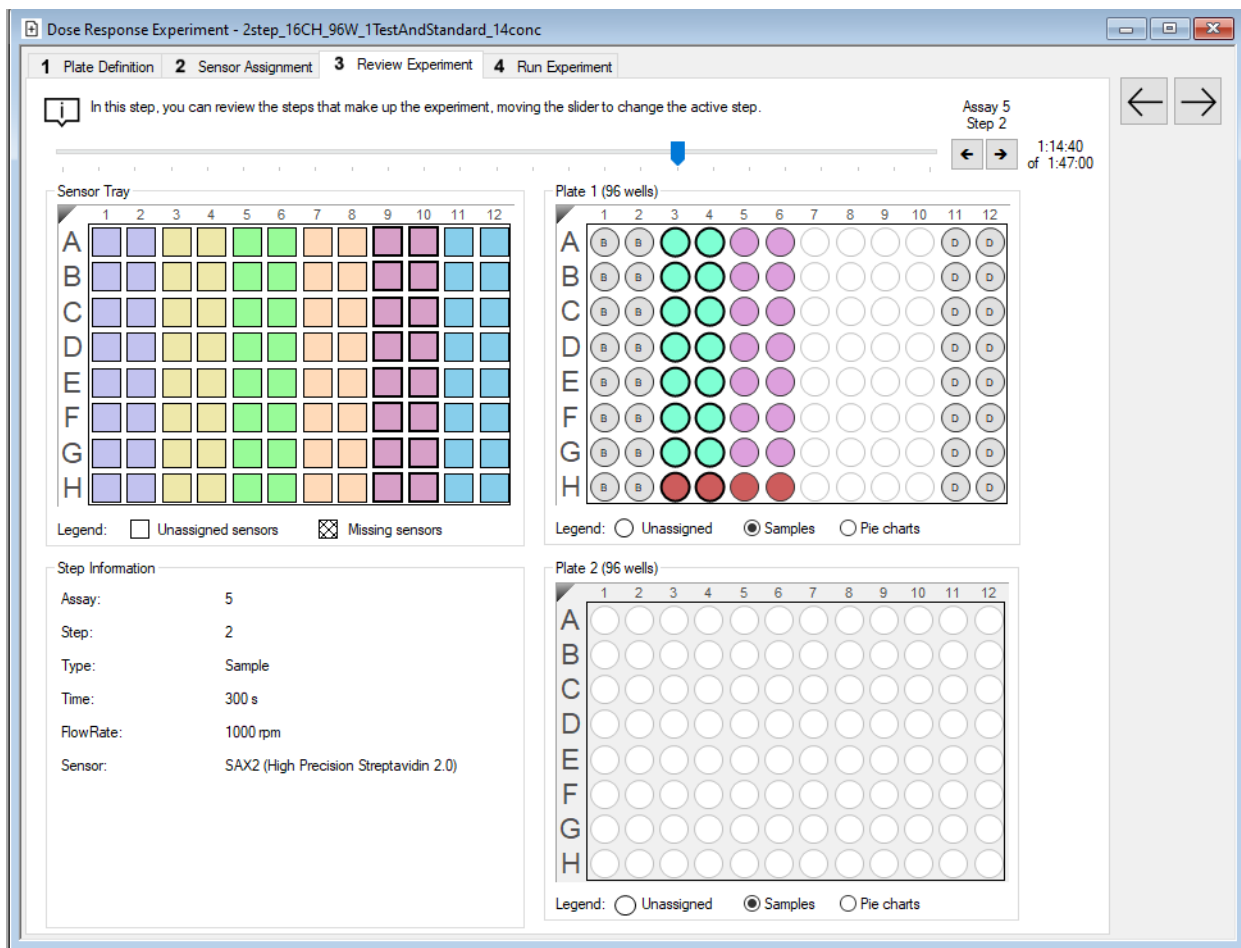 Dose Response Experiment - 2step_16CH_96W_1TestAndStandard_14conc
1 Plate Definition 2 Sensor Assignment 3 Review Experiment 4 Run Experiment
In this step, you can review the steps that make up the experiment, moving the slider to change the active step.
Assay 5
Step 2
1:14:40
of 1:47:00
Sensor Tray
1 2 3 4 5 6 7 8 9 10 11 12
A
B
C
D
E
F
G
H
Legend: Unassigned sensors Missing sensors
Plate 1 (96 wells)
1 2 3 4 5 6 7 8 9 10 11 12
A B B D D
B B B D D
C B B D D
D B B D D
E B B D D
F B B D D
G B B D D
H B B D D
Legend: Unassigned Samples Pie charts
Step Information
Assay: 5
Step: 2
Type: Sample
Time: 300 s
FlowRate: 1000 rpm
Sensor: SAX2 (High Precision Streptavidin 2.0)
Plate 2 (96 wells)
1 2 3 4 5 6 7 8 9 10 11 12
A
B
C
D
E
F
G
H
Legend: Unassigned Samples Pie charts